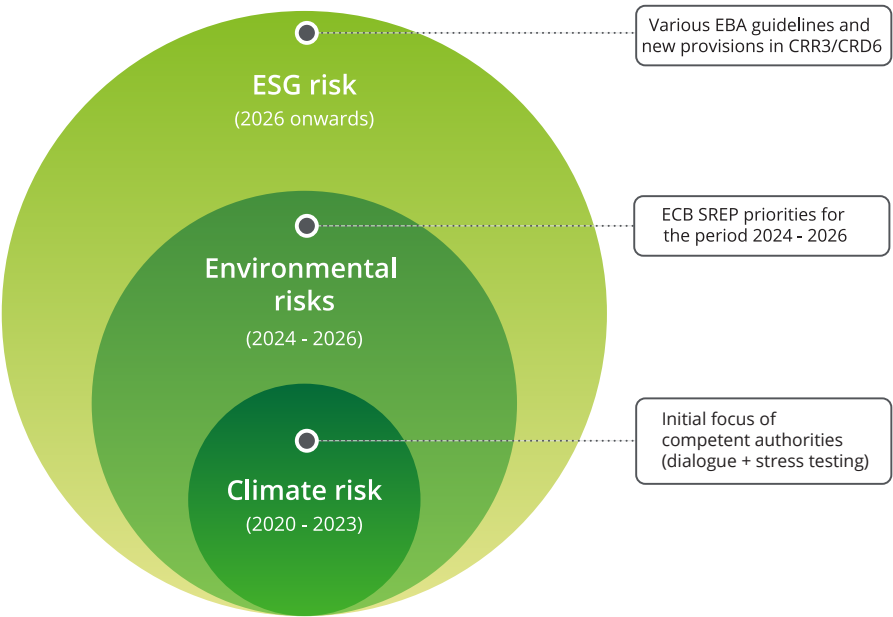 Various EBA guidelines and
new provisions in CRR3/CRD6
ESG risk
(2026 onwards)
ECB SREP priorities for
the period 2024 - 2026
Environmental
risks
(2024 - 2026)
Initial focus of
competent authorities
(dialogue + stress testing)
Climate risk
(2020 - 2023)